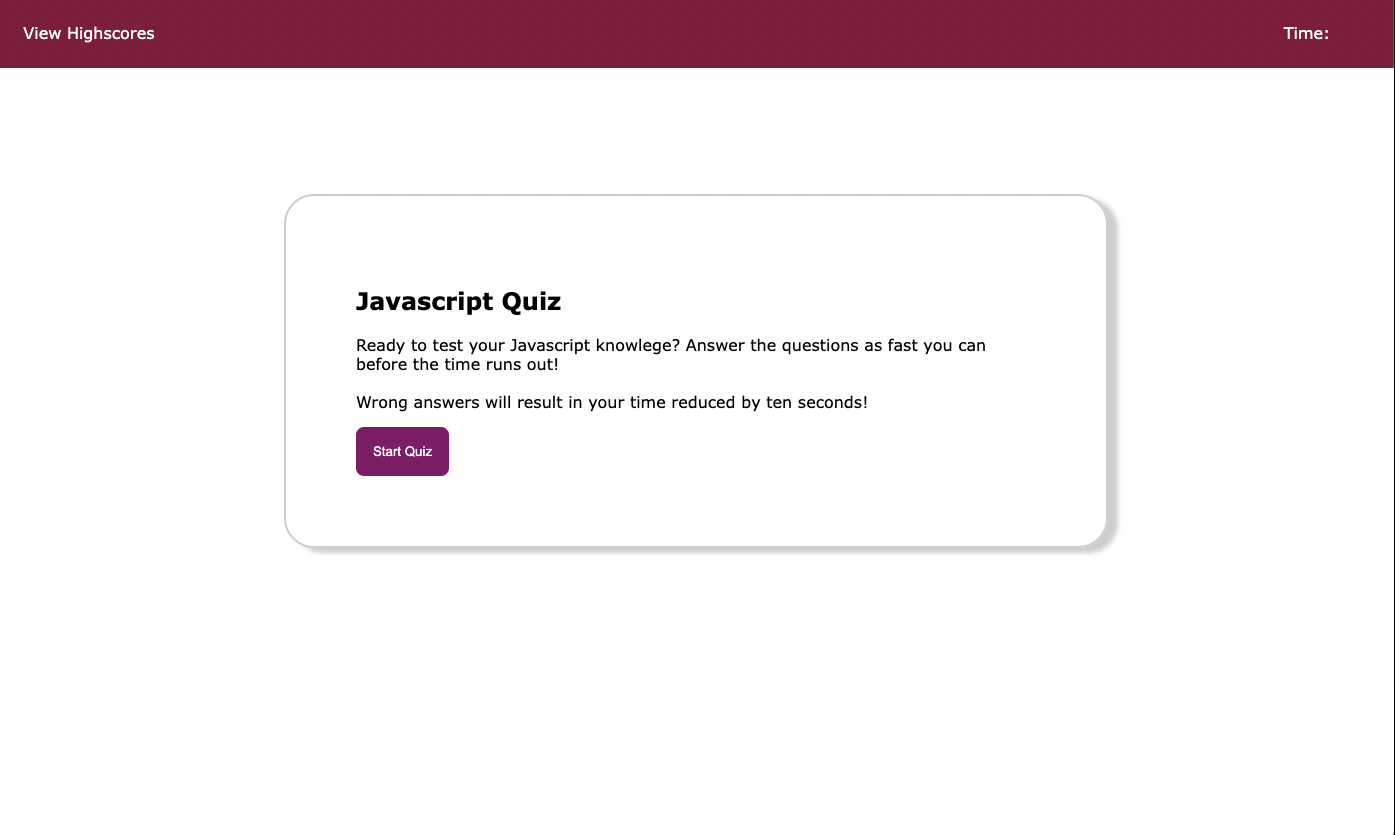 View Highscores
Time:
Javascript Quiz
Ready to test your Javascript knowlege? Answer the questions as fast you can
before the time runs out!
Wrong answers will result in your time reduced by ten seconds!
Start Quiz